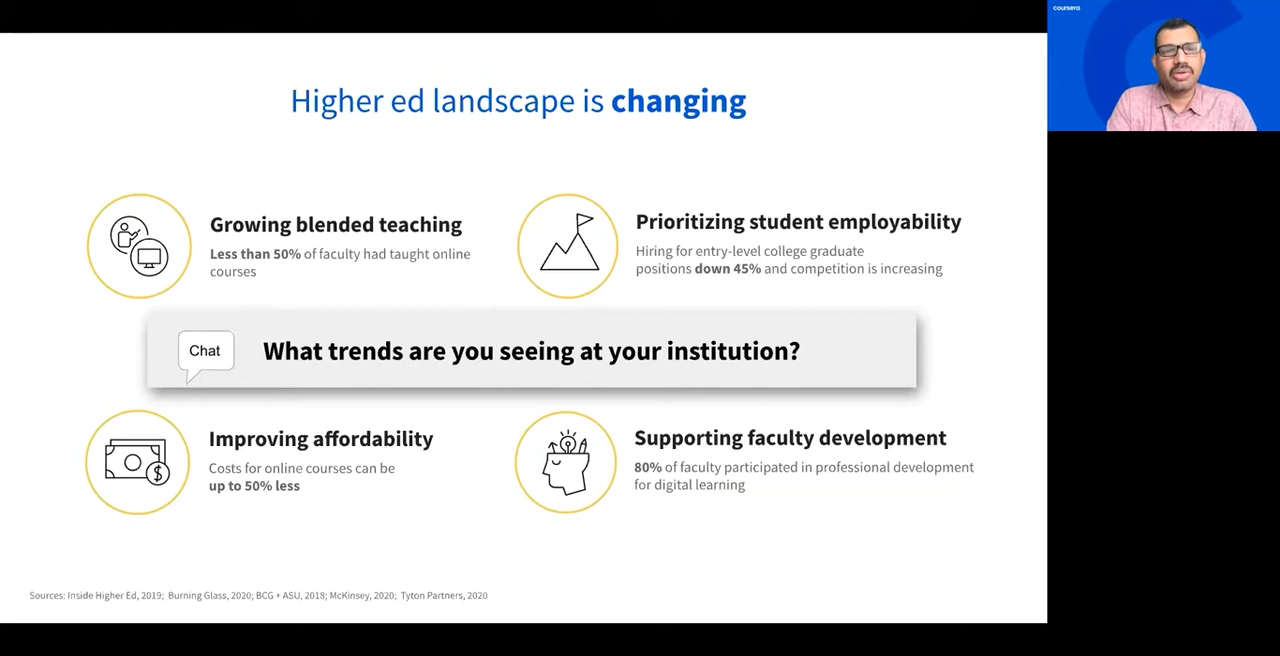 coursera
Higher ed landscape is changing
Growing blended teaching
Less than 50% of faculty had taught online
courses
Prioritizing student employability
Hiring for entry-level college graduate
positions down 45% and competition is increasing
Chat
What trends are you seeing at your institution?
Improving affordability
Costs for online courses can be
up to 50% less
Supporting faculty development
80% of faculty participated in professional development
for digital learning
Sources: Inside Higher Ed, 2019; Burning Glass, 2020; BCG + ASU, 2018; McKinsey, 2020; Tyton Partners, 2020